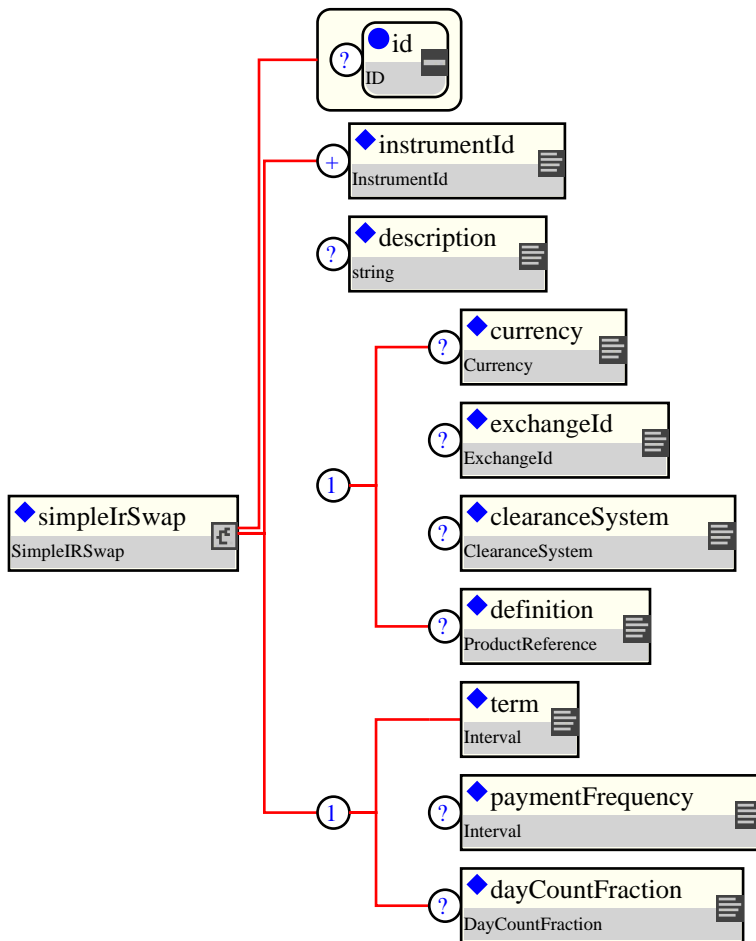 ? id
ID
+ instrumentId
InstrumentId
? description
string
? currency
Currency
? exchangeId
ExchangeId
1
simpleIrSwap
SimpleIRSwap
? clearanceSystem
ClearanceSystem
? definition
ProductReference
term
Interval
1
? paymentFrequency
Interval
? dayCountFraction
DayCountFraction